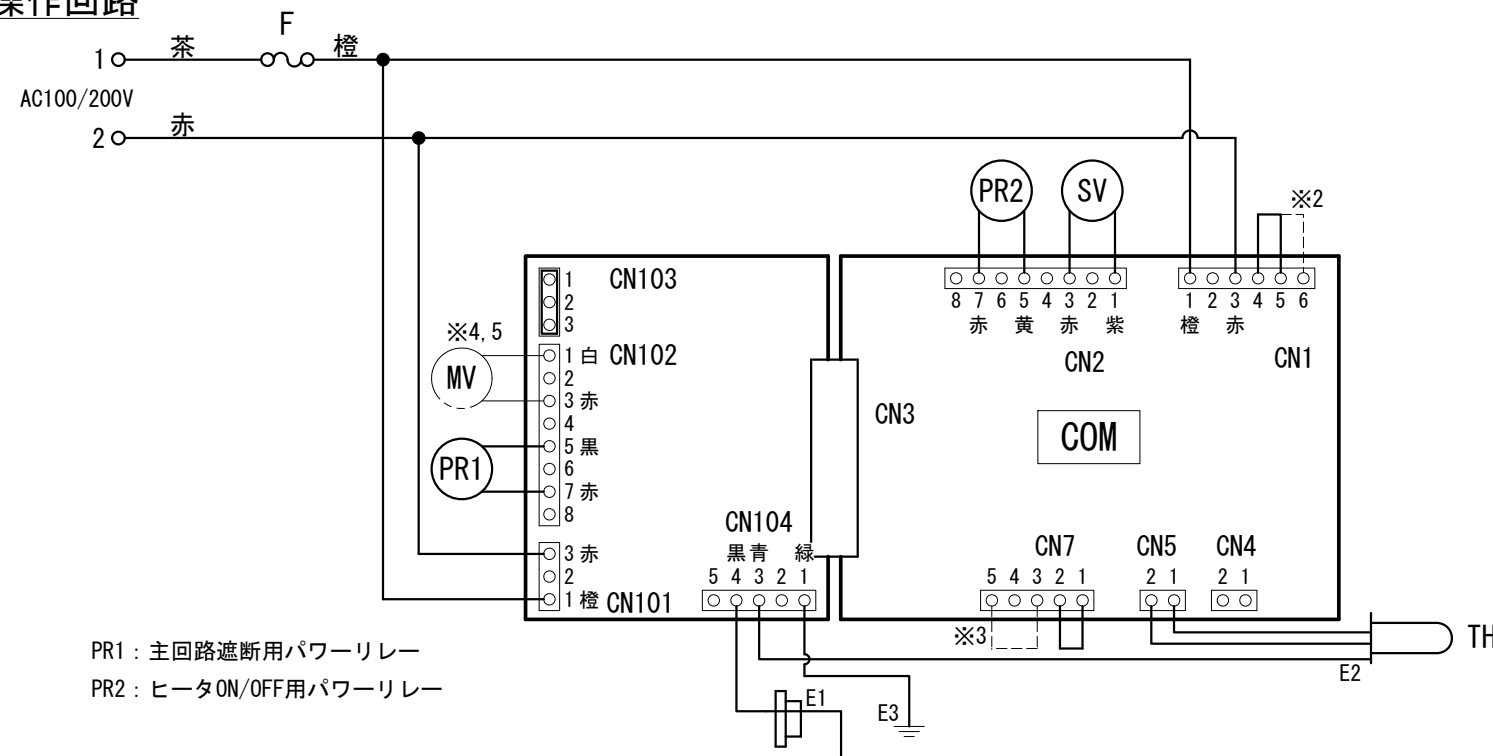 操作回路
F
1 茶 橙
AC100/200V
2 赤
PR2 SV
※2
8 7 6 5 4 3 2 1
赤 黄 赤 紫
1 2 3 4 5 6
橙 赤
CN2
CN1
1 CN103
2
3
※4,5
MV
1 白 CN102
2
3 赤
4
PR1
5 黒
6
7 赤
8
CN3
COM
CN104
黒 青 緑
5 4 3 2 1
3 赤
2
1 橙 CN101
CN7
5 4 3 2 1
CN5
2 1
CN4
2 1
※3
TH
E2
PR1：主回路遮断用パワーリレー
PR2：ヒータON/OFF用パワーリレー
E1
E3